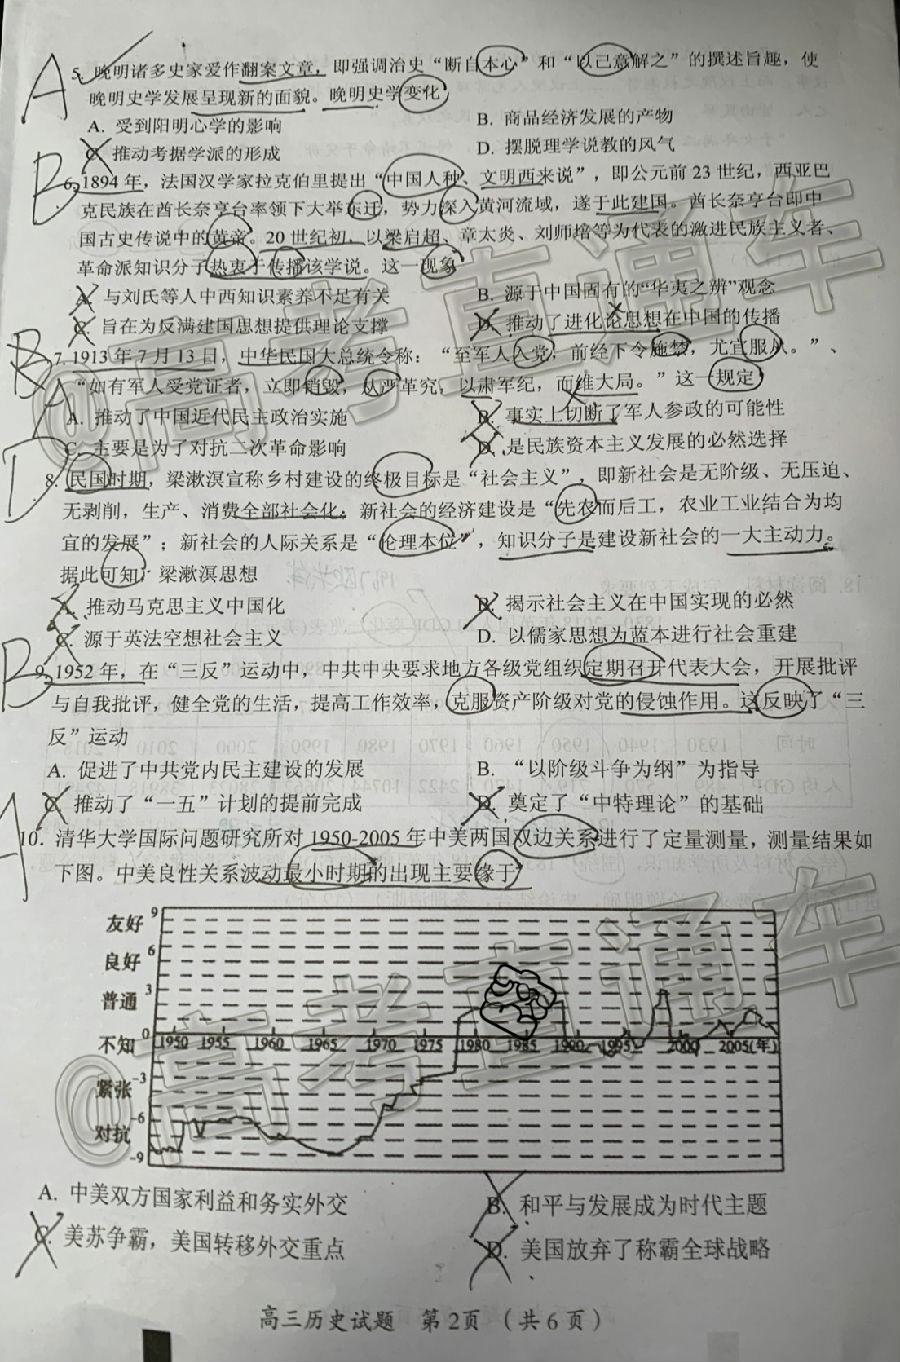 A
5. 晚明诸多史家爱作翻案文章，即强调治史“断自本心”和“以己意解之”的撰述旨趣，使
晚明史学发展呈现新的面貌。晚明史学变化
A. 受到阳明心学的影响
B. 商品经济发展的产物
C. 推动考据学派的形成
D. 摆脱理学说教的风气
B
6. 1894 年，法国汉学家拉克伯里提出“中国人种、文明西来说”，即公元前 23 世纪，西亚巴
克民族在酋长奈亨台率领下大举东迁，势力深入黄河流域，遂于此建国。酋长奈亨台即中
国古史传说中的黄帝。20 世纪初，以梁启超、章太炎、刘师培等为代表的激进民族主义者、
革命派知识分子热衷于传播该学说。这一现象
A. 与刘氏等人中西知识素养不足有关
B. 源于中国固有的“华夷之辨”观念
C. 旨在为反满建国思想提供理论支撑
D. 推动了进化论思想在中国的传播
B
7. 1913 年 7 月 13 日，中华民国大总统令称：“至军人入党，前经下令施禁，尤宜服从。”、
“如有军人受党证者，立即销毁，从严革究，以肃军纪，而维大局。”这一规定
A
A. 推动了中国近代民主政治实施
B. 事实上切断了军人参政的可能性
C. 主要是为了对抗二次革命影响
D. 是民族资本主义发展的必然选择
D
8. 民国时期，梁漱溟宣称乡村建设的终极目标是“社会主义”，即新社会是无阶级、无压迫、
无剥削，生产、消费全部社会化；新社会的经济建设是“先农而后工，农业工业结合为均
宜的发展”；新社会的人际关系是“伦理本位”，知识分子是建设新社会的一大主动力。
据此可知，梁漱溟思想
A. 推动马克思主义中国化
B. 揭示社会主义在中国实现的必然
C. 源于英法空想社会主义
D. 以儒家思想为蓝本进行社会重建
B
9. 1952 年，在“三反”运动中，中共中央要求地方各级党组织定期召开代表大会，开展批评
与自我批评，健全党的生活，提高工作效率，克服资产阶级对党的侵蚀作用。这反映了“三
反”运动
A. 促进了中共党内民主建设的发展
B. “以阶级斗争为纲”为指导
C. 推动了“一五”计划的提前完成
D. 奠定了“中特理论”的基础
A
10. 清华大学国际问题研究所对 1950-2005 年中美两国双边关系进行了定量测量，测量结果如
下图。中美良性关系波动最小时期的出现主要缘于
友好 9
良好 6
普通 3
不知 0
1950 1955 1960 1965 1970 1975 1980 1985 1990 1995 2000 2005(年)
紧张 -3
-6
对抗 -9
A. 中美双方国家利益和务实外交
B. 和平与发展成为时代主题
C. 美苏争霸，美国转移外交重点
D. 美国放弃了称霸全球战略
高三历史试题 第2页 （共6页）
@高考直通车
@高考直通车